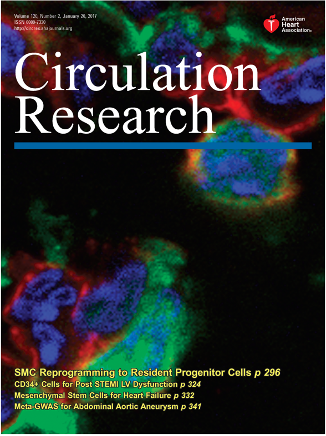 Volume 120, Number 2, January 20, 2017
ISSN 0009-7330
http://circres.ahajournals.org
American
Heart
Association®
Circulation
Research
SMC Reprogramming to Resident Progenitor Cells p 296
CD34+ Cells for Post STEMI LV Dysfunction p 324
Mesenchymal Stem Cells for Heart Failure p 332
Meta-GWAS for Abdominal Aortic Aneurysm p 341